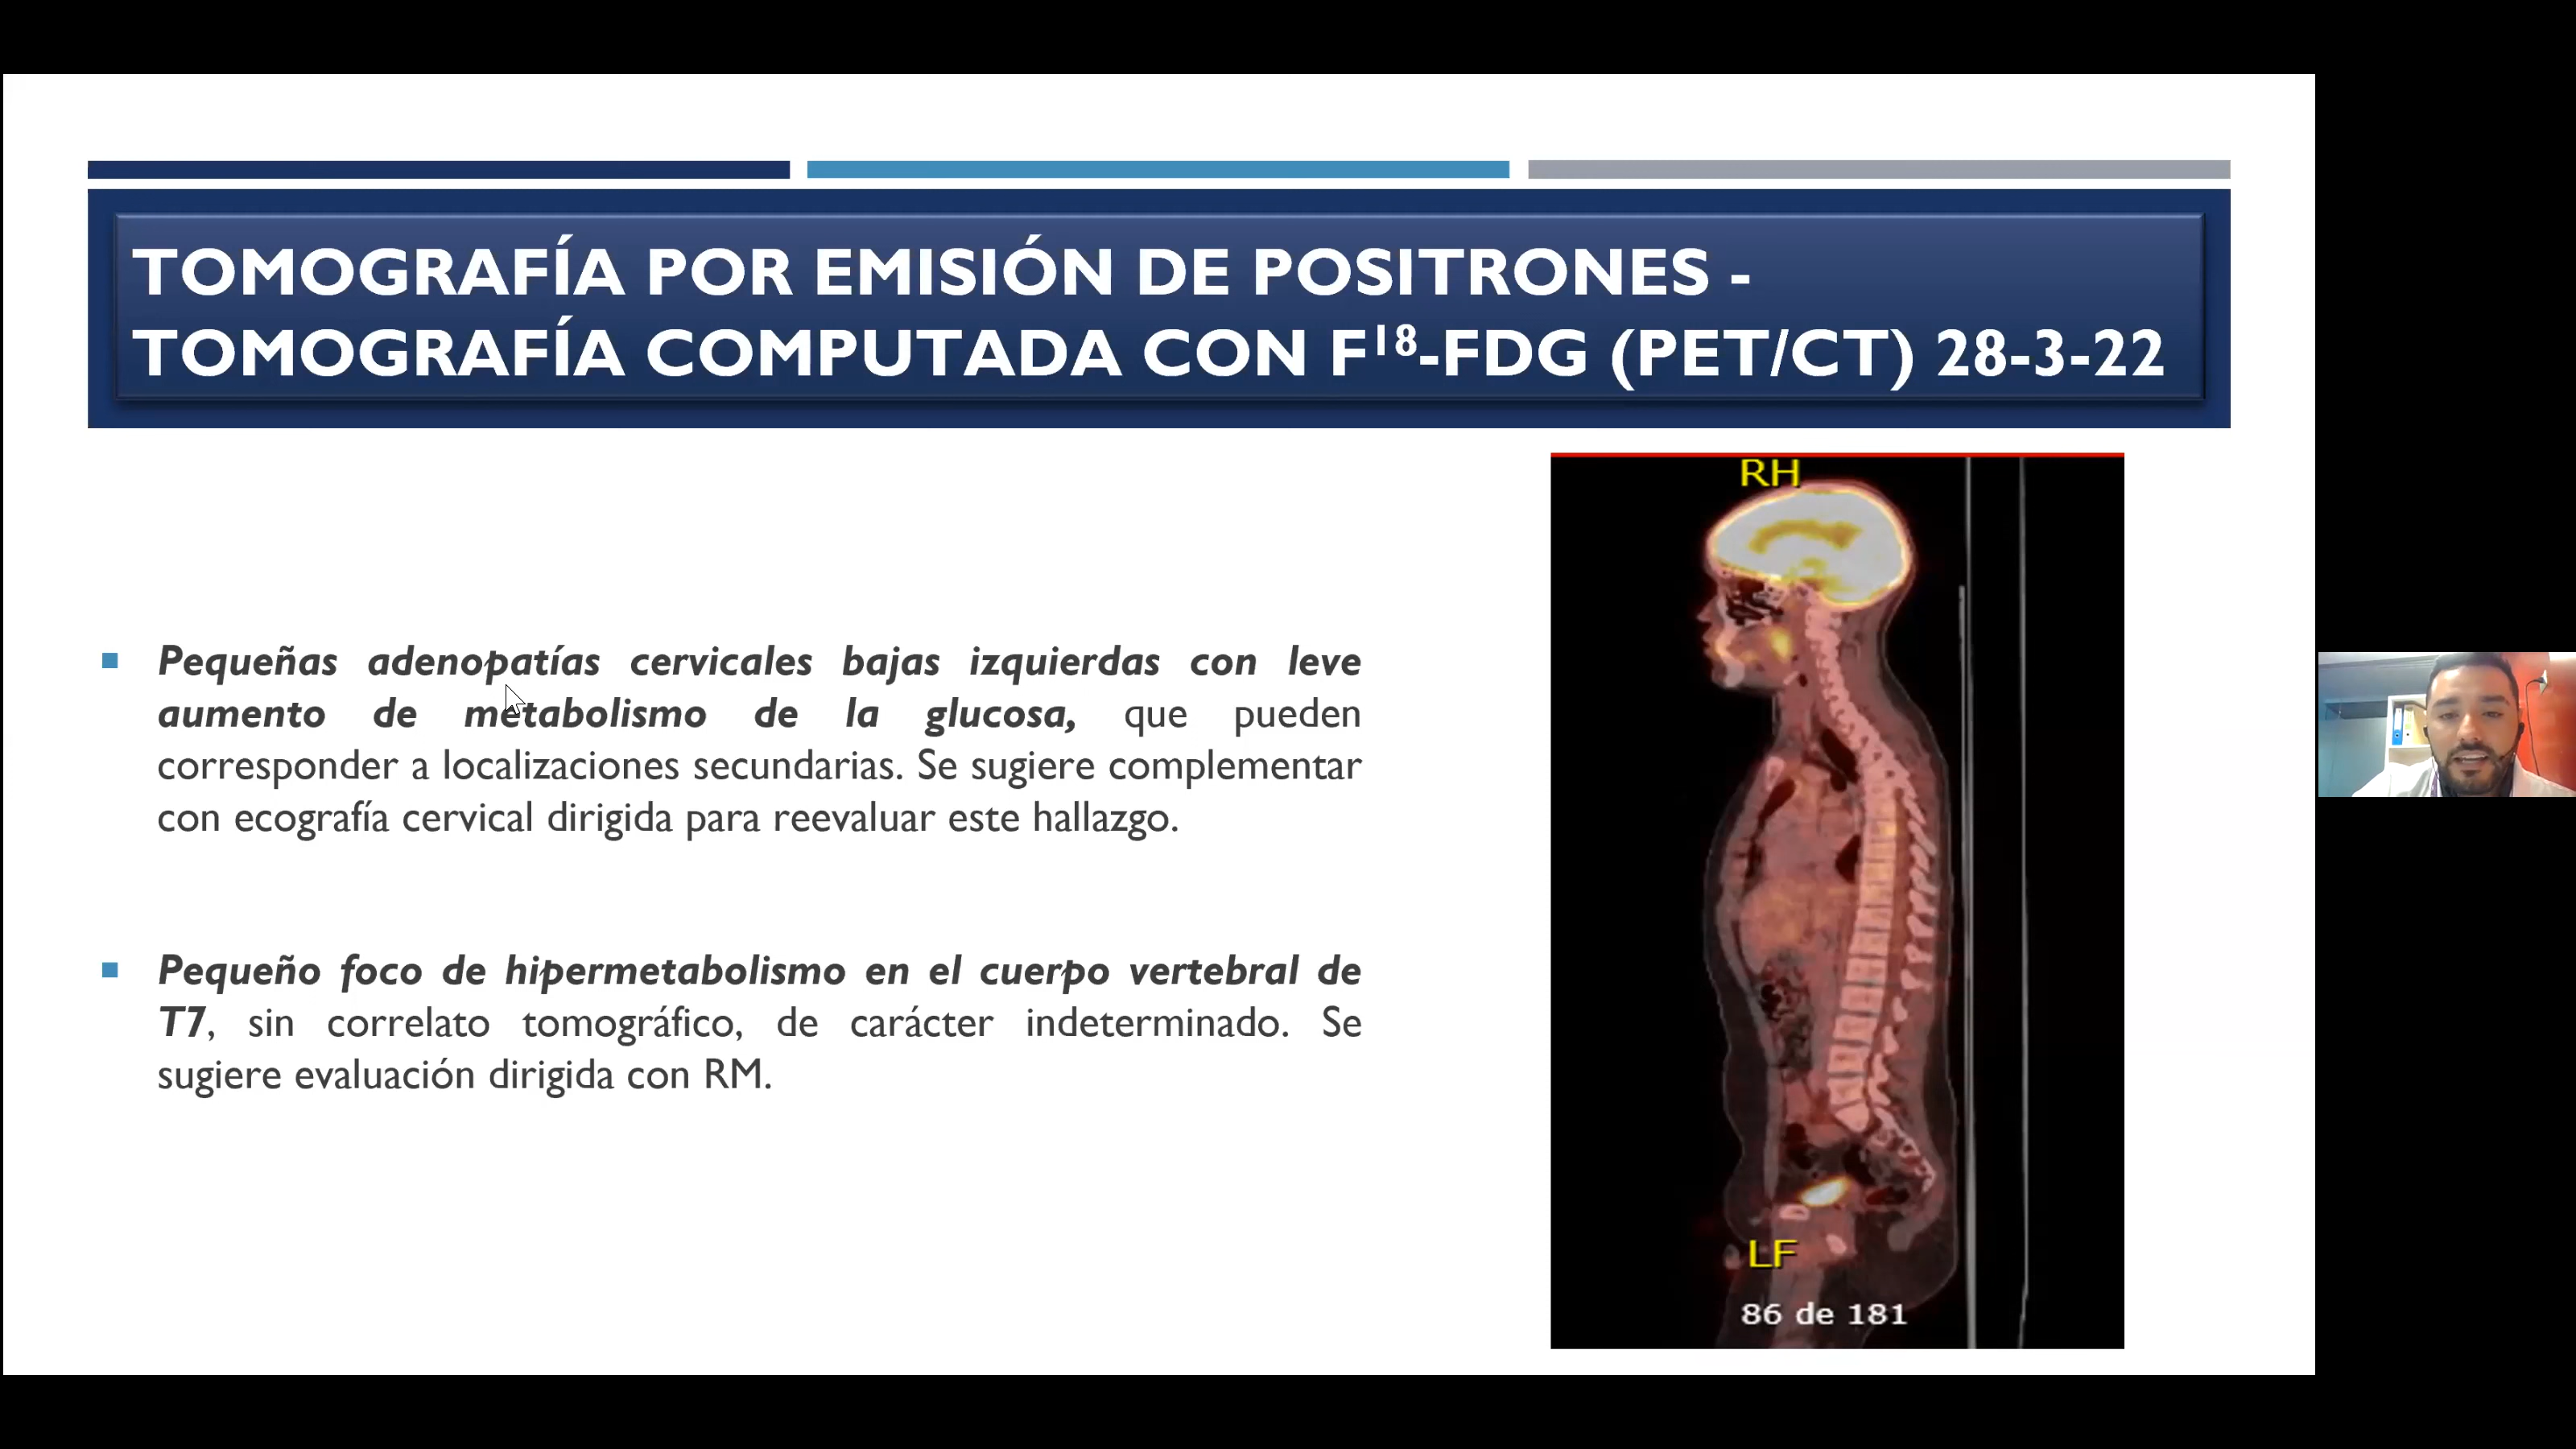 TOMOGRAFÍA POR EMISIÓN DE POSITRONES -
TOMOGRAFÍA COMPUTADA CON F¹⁸-FDG (PET/CT) 28-3-22
Pequeñas adenopatías cervicales bajas izquierdas con leve
aumento de metabolismo de la glucosa, que pueden
corresponder a localizaciones secundarias. Se sugiere complementar
con ecografía cervical dirigida para reevaluar este hallazgo.
Pequeño foco de hipermetabolismo en el cuerpo vertebral de
T7, sin correlato tomográfico, de carácter indeterminado. Se
sugiere evaluación dirigida con RM.
RH
LF
86 de 181